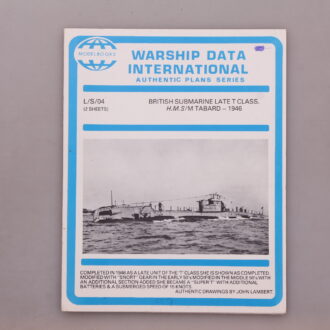 MODELBOOKS
WARSHIP DATA
INTERNATIONAL
AUTHENTIC PLANS SERIES
L/S/04
(2 SHEETS)
BRITISH SUBMARINE LATE T CLASS.
H.M.S/M TABARD – 1946
COMPLETED IN 1946 AS A LATE UNIT OF THE "T" CLASS SHE IS SHOWN AS COMPLETED.
MODIFIED WITH "SNORT" GEAR IN THE EARLY 50's MODIFIED IN THE MIDDLE 50's WITH
AN ADDITIONAL SECTION ADDED SHE BECAME A "SUPER T" WITH ADDITIONAL
BATTERIES & A SUBMERGED SPEED OF 15 KNOTS.
AUTHENTIC DRAWINGS BY JOHN LAMBERT